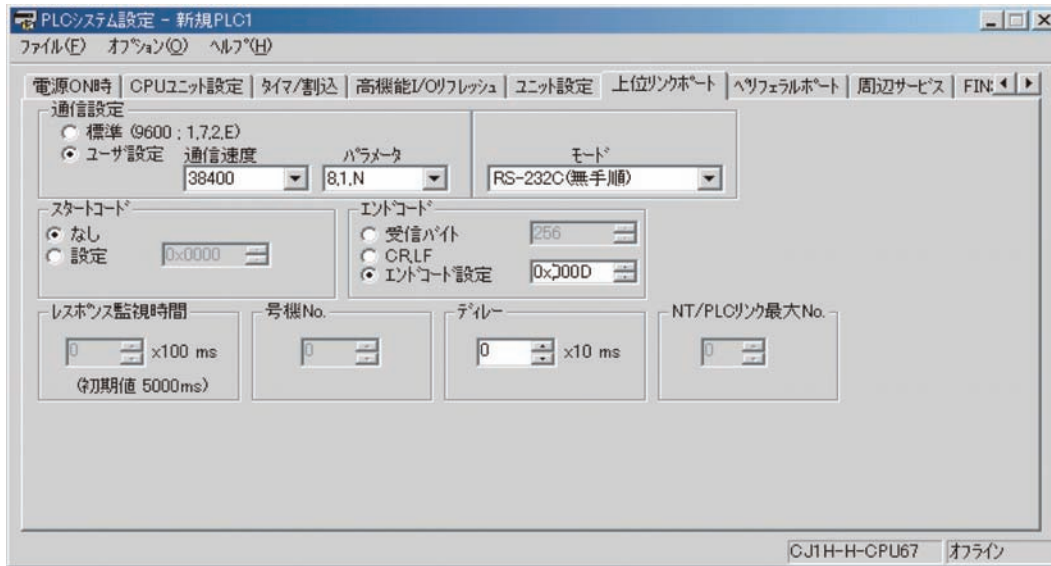 PLCシステム設定 - 新規PLC1
ファイル(F) オプション(O) ヘルプ(H)
電源ON時 CPUユニット設定 タイマ/割込 高機能I/Oリフレッシュ ユニット設定 上位リンクポート ペリフェラルポート 周辺サービス FIN:
通信設定
標準 (9600 ; 1,7,2,E)
ユーザ設定 通信速度 パラメータ モード
38400 8,1,N RS-232C(無手順)
スタートコード エンドコード
なし 受信バイト 256
設定 0x0000 CR,LF
エンドコード設定 0x000D
レスポンス監視時間 号機No. ディレー NT/PLCリンク最大No.
0 x100 ms 0 0 x10 ms 0
(初期値 5000ms)
CJ1H-H-CPU67 オフライン